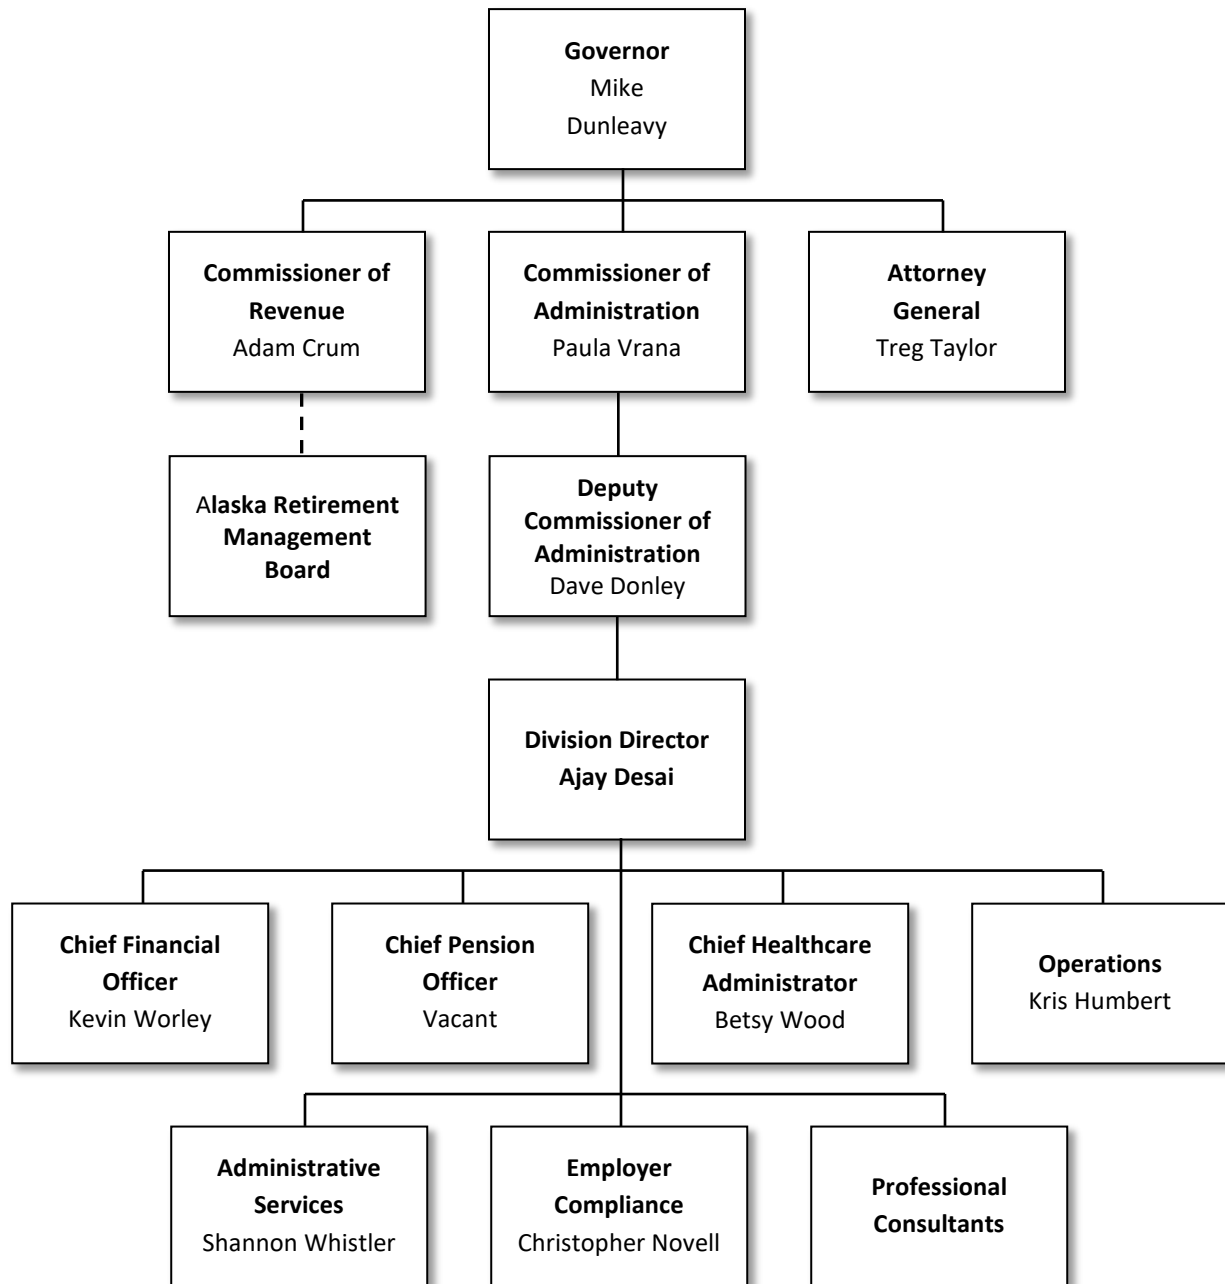 Governor
Mike
Dunleavy
Commissioner of
Revenue
Adam Crum
Commissioner of
Administration
Paula Vrana
Attorney
General
Treg Taylor
Alaska Retirement
Management
Board
Deputy
Commissioner of
Administration
Dave Donley
Division Director
Ajay Desai
Chief Financial
Officer
Kevin Worley
Chief Pension
Officer
Vacant
Chief Healthcare
Administrator
Betsy Wood
Operations
Kris Humbert
Administrative
Services
Shannon Whistler
Employer
Compliance
Christopher Novell
Professional
Consultants